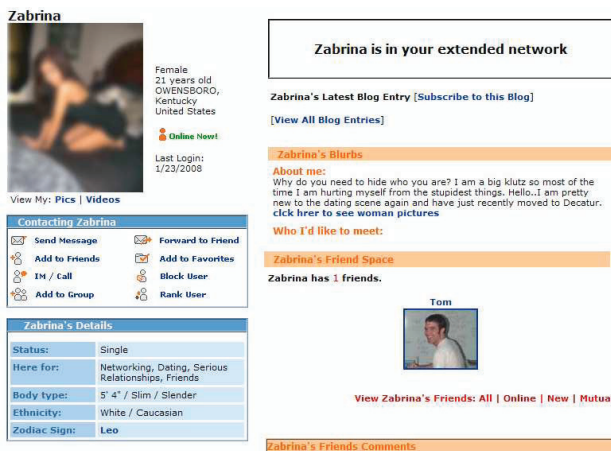 Zabrina
Female
21 years old
OWENSBORO,
Kentucky
United States
Online Now!
Last Login:
1/23/2008
View My: Pics | Videos
Contacting Zabrina
Send Message
Forward to Friend
Add to Friends
Add to Favorites
IM / Call
Block User
Add to Group
Rank User
Zabrina's Details
Status: Single
Here for: Networking, Dating, Serious
Relationships, Friends
Body type: 5' 4" / Slim / Slender
Ethnicity: White / Caucasian
Zodiac Sign: Leo
Zabrina is in your extended network
Zabrina's Latest Blog Entry [Subscribe to this Blog]
[View All Blog Entries]
Zabrina's Blurbs
About me:
Why do you need to hide who you are? I am a big klutz so most of the
time I am hurting myself from the stupidest things. Hello..I am pretty
new to the dating scene again and have just recently moved to Decatur.
clck hrer to see woman pictures
Who I'd like to meet:
Zabrina's Friend Space
Zabrina has 1 friends.
Tom
View Zabrina's Friends: All | Online | New | Mutua
Zabrina's Friends Comments